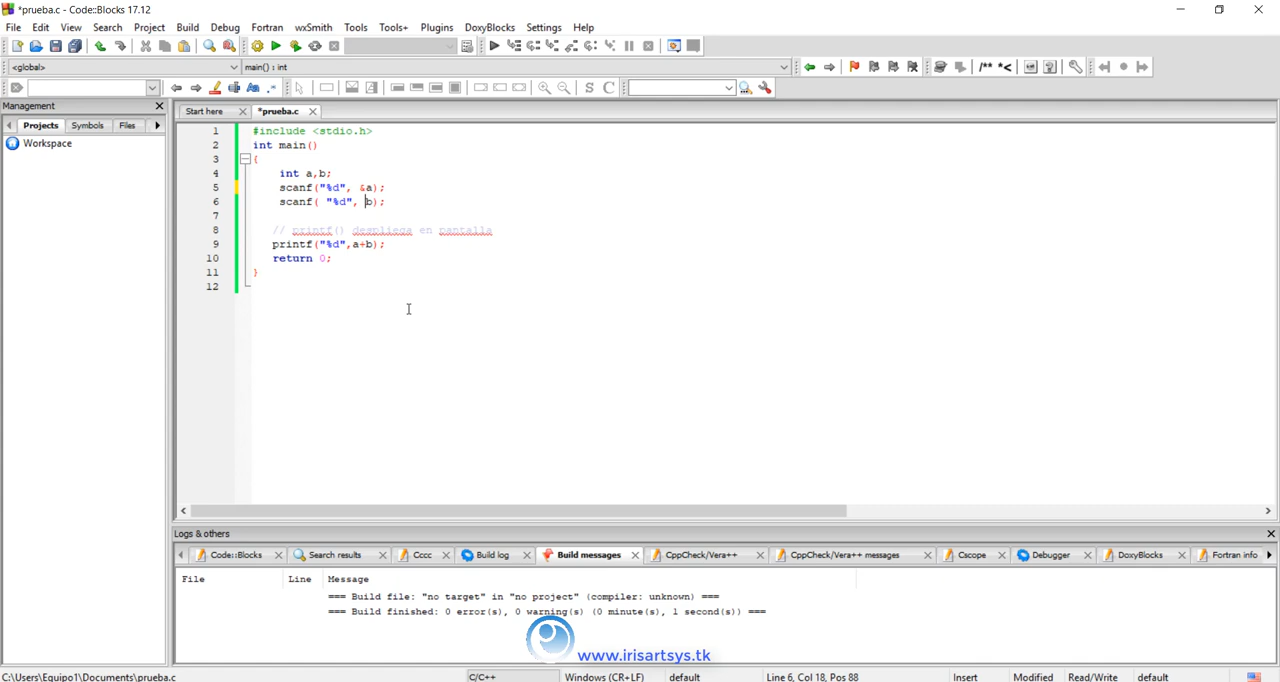 *prueba.c - Code::Blocks 17.12
File Edit View Search Project Build Debug Fortran wxSmith Tools Tools+ Plugins DoxyBlocks Settings Help
<global> main() : int
/** *<
S C
Management
Projects Symbols Files
Workspace
Start here *prueba.c
1 #include <stdio.h>
2 int main()
3 {
4 int a,b;
5 scanf("%d", &a);
6 scanf( "%d", b);
7
8 // printf() despliega en pantalla
9 printf("%d",a+b);
10 return 0;
11 }
12
Logs & others
Code::Blocks Search results Cccc Build log Build messages CppCheck/Vera++ CppCheck/Vera++ messages Cscope Debugger DoxyBlocks Fortran info
File Line Message
=== Build file: "no target" in "no project" (compiler: unknown) ===
=== Build finished: 0 error(s), 0 warning(s) (0 minute(s), 1 second(s)) ===
www.irisartsys.tk
C:\Users\Equipo1\Documents\prueba.c C/C++ Windows (CR+LF) default Line 6, Col 18, Pos 88 Insert Modified Read/Write default